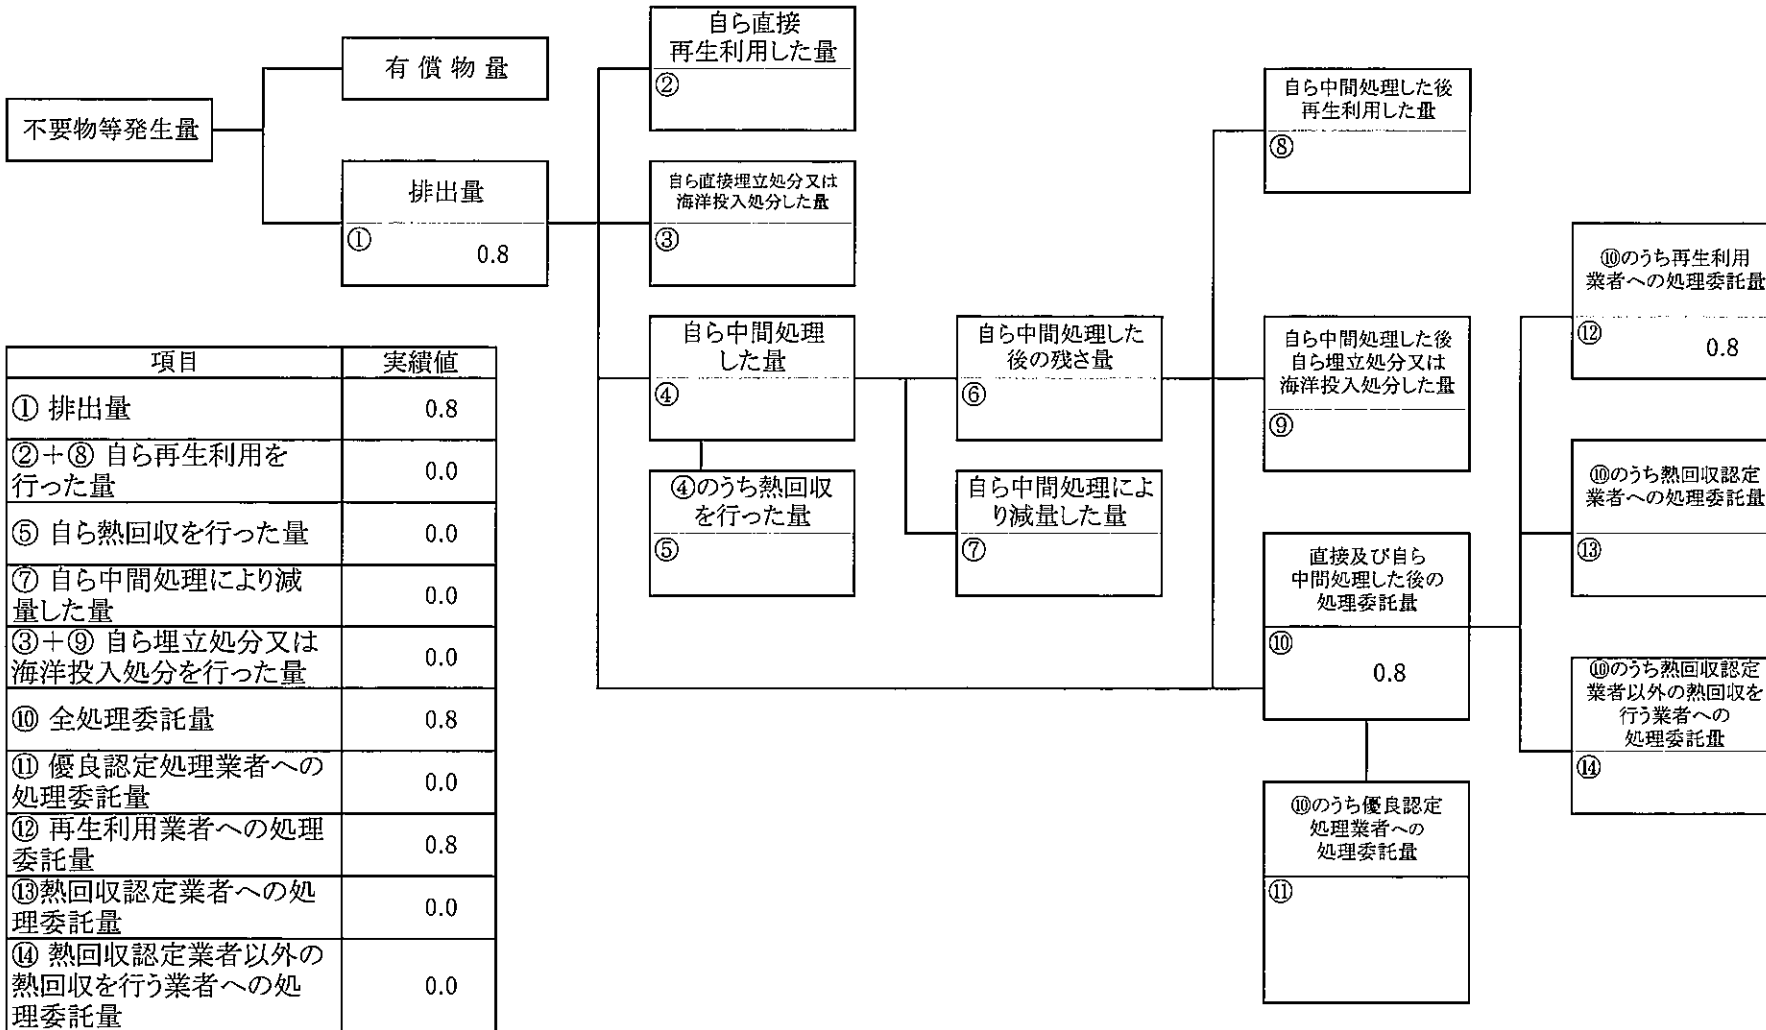 不要物等発生量
有償物量
排出量
①
0.8
自ら直接
再生利用した量
②
自ら直接埋立処分又は
海洋投入処分した量
③
自ら中間処理
した量
④
④のうち熱回収
を行った量
⑤
自ら中間処理した
後の残さ量
⑥
自ら中間処理によ
り減量した量
⑦
自ら中間処理した後
再生利用した量
⑧
自ら中間処理した後
自ら埋立処分又は
海洋投入処分した量
⑨
直接及び自ら
中間処理した後の
処理委託量
⑩
0.8
⑩のうち優良認定
処理業者への
処理委託量
⑪
⑩のうち再生利用
業者への処理委託量
⑫
0.8
⑩のうち熱回収認定
業者への処理委託量
⑬
⑩のうち熱回収認定
業者以外の熱回収を
行う業者への
処理委託量
⑭
項目 実績値
① 排出量 0.8
②+⑧ 自ら再生利用を
行った量 0.0
⑤ 自ら熱回収を行った量 0.0
⑦ 自ら中間処理により減
量した量 0.0
③+⑨ 自ら埋立処分又は
海洋投入処分を行った量 0.0
⑩ 全処理委託量 0.8
⑪ 優良認定処理業者への
処理委託量 0.0
⑫ 再生利用業者への処理
委託量 0.8
⑬熱回収認定業者への処
理委託量 0.0
⑭ 熱回収認定業者以外の
熱回収を行う業者への処
理委託量 0.0